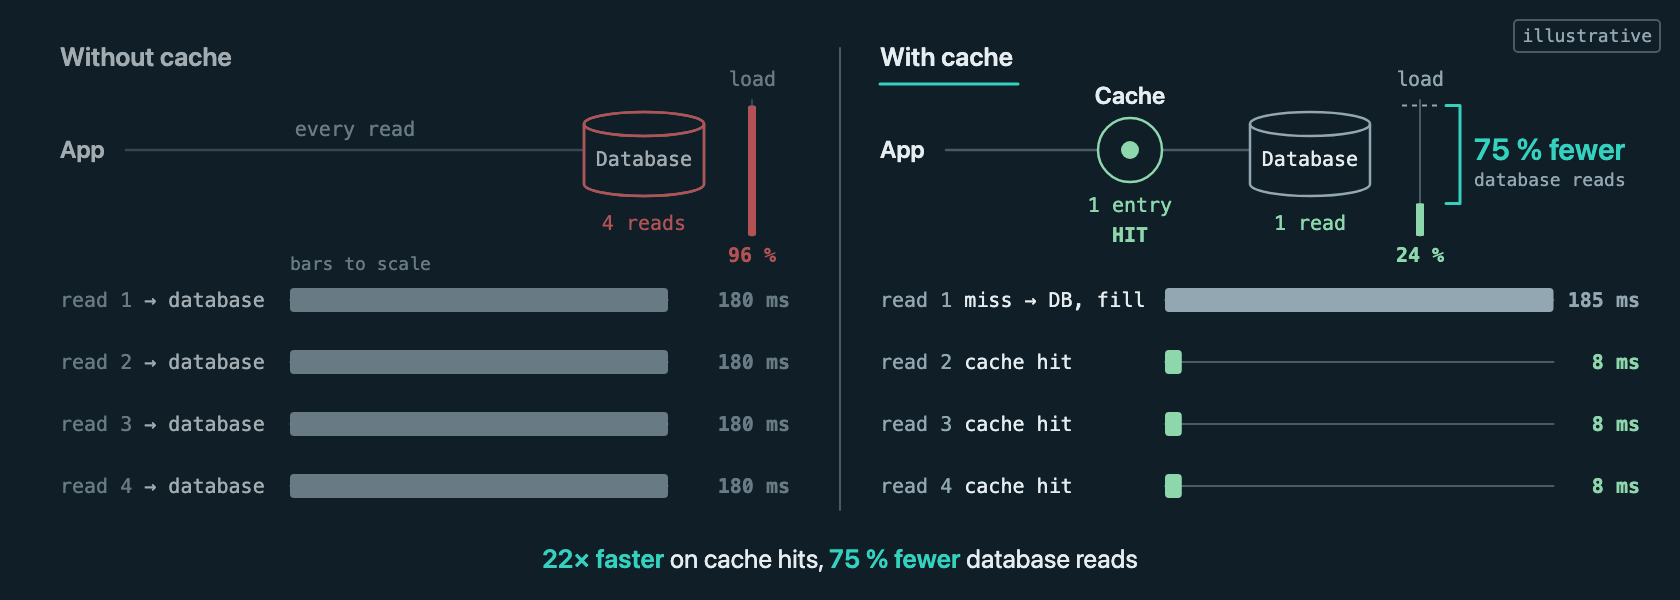 illustrative
Without cache
load
App
every read
Database
4 reads
96 %
bars to scale
read 1 → database 180 ms
read 2 → database 180 ms
read 3 → database 180 ms
read 4 → database 180 ms
With cache
load
Cache
App
Database
75 % fewer
database reads
1 entry
HIT
1 read
24 %
read 1 miss → DB, fill 185 ms
read 2 cache hit 8 ms
read 3 cache hit 8 ms
read 4 cache hit 8 ms
22× faster on cache hits, 75 % fewer database reads